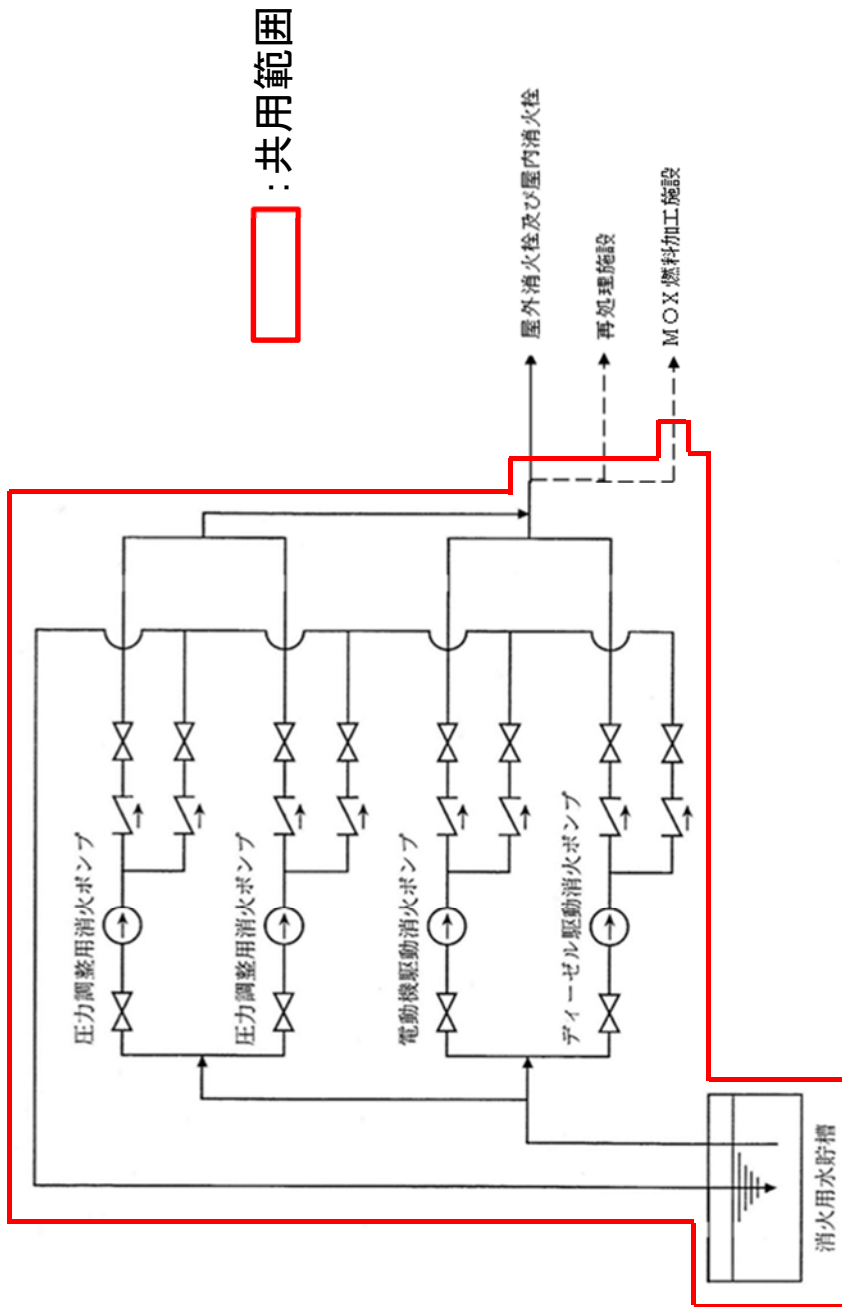 ：共用範囲
屋外消火栓及び屋内消火栓
再処理施設
ＭＯＸ燃料加工施設
圧力調整用消火ポンプ
圧力調整用消火ポンプ
電動機駆動消火ポンプ
ディーゼル駆動消火ポンプ
消火用水貯槽